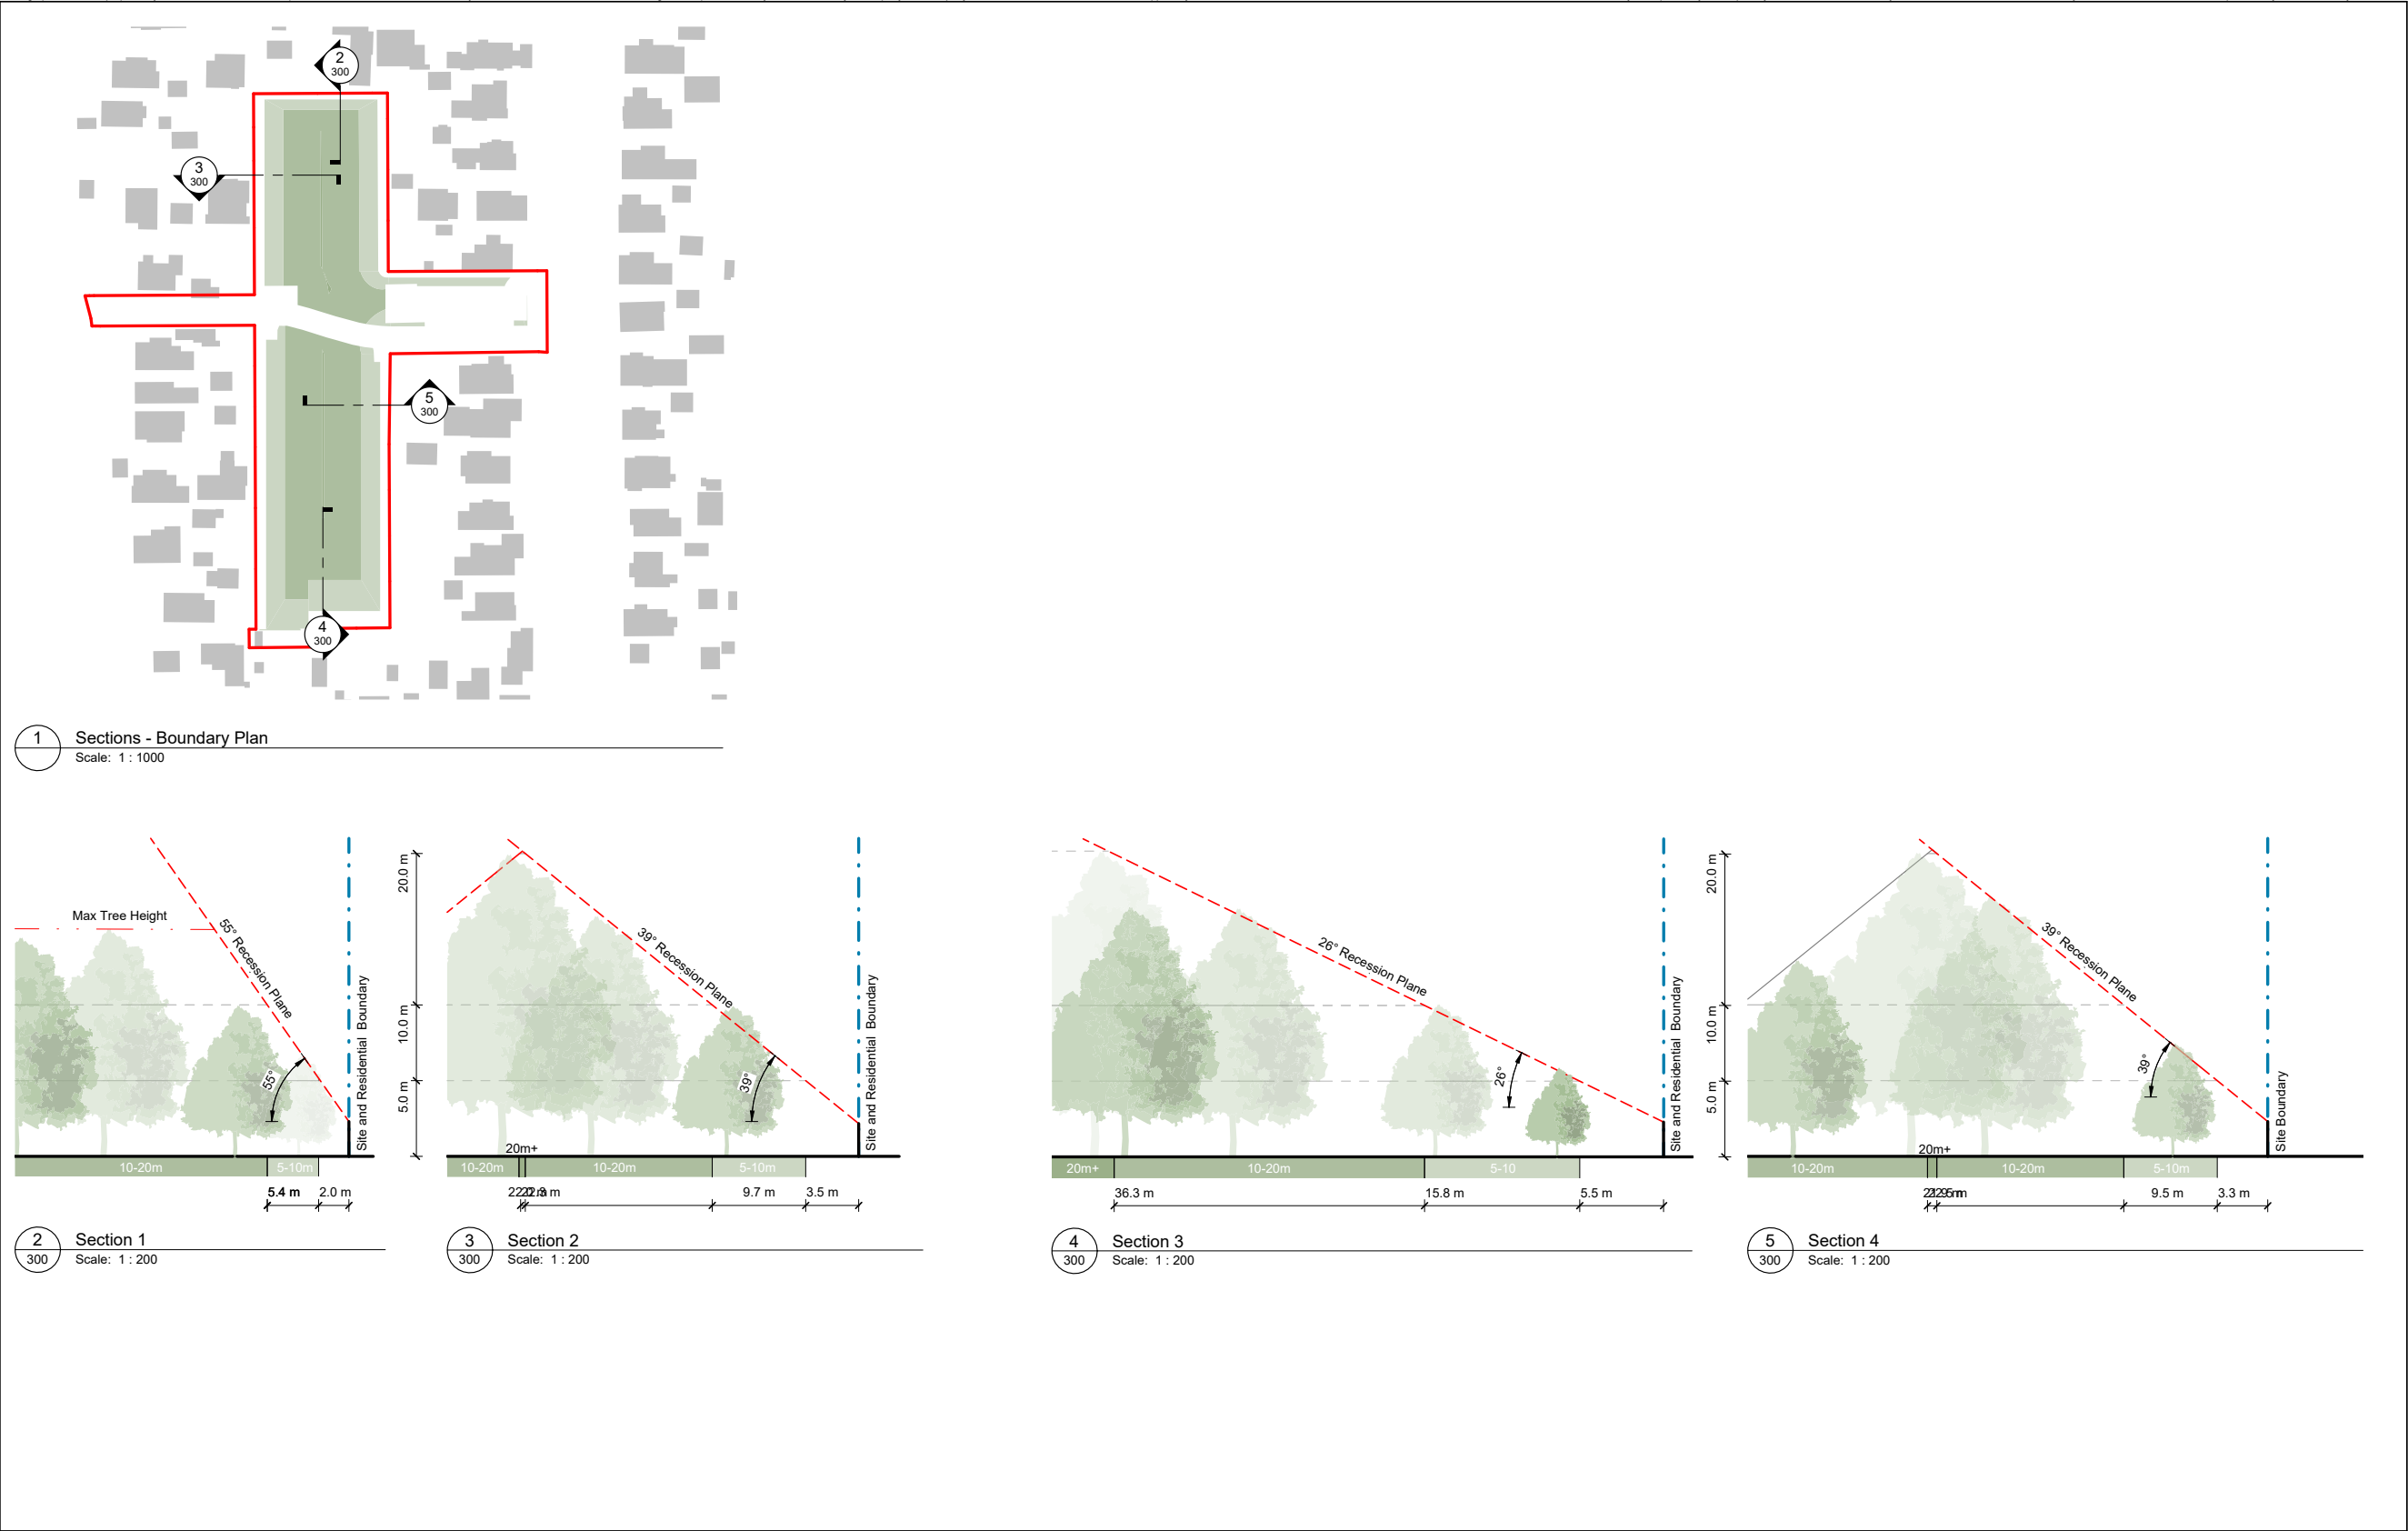 2
300
3
300
5
300
4
300
1
Sections - Boundary Plan
Scale: 1 : 1000
Max Tree Height
55° Recession Plane
55°
Site and Residential Boundary
10-20m
5-10m
5.4 m
2.0 m
2
300
Section 1
Scale: 1 : 200
20.0 m
10.0 m
5.0 m
39° Recession Plane
39°
Site and Residential Boundary
20m+
10-20m
10-20m
5-10m
9.7 m
3.5 m
3
300
Section 2
Scale: 1 : 200
26° Recession Plane
26°
Site and Residential Boundary
20m+
10-20m
5-10
36.3 m
15.8 m
5.5 m
4
300
Section 3
Scale: 1 : 200
20.0 m
10.0 m
5.0 m
39° Recession Plane
39°
Site Boundary
20m+
10-20m
10-20m
5-10m
9.5 m
3.3 m
5
300
Section 4
Scale: 1 : 200